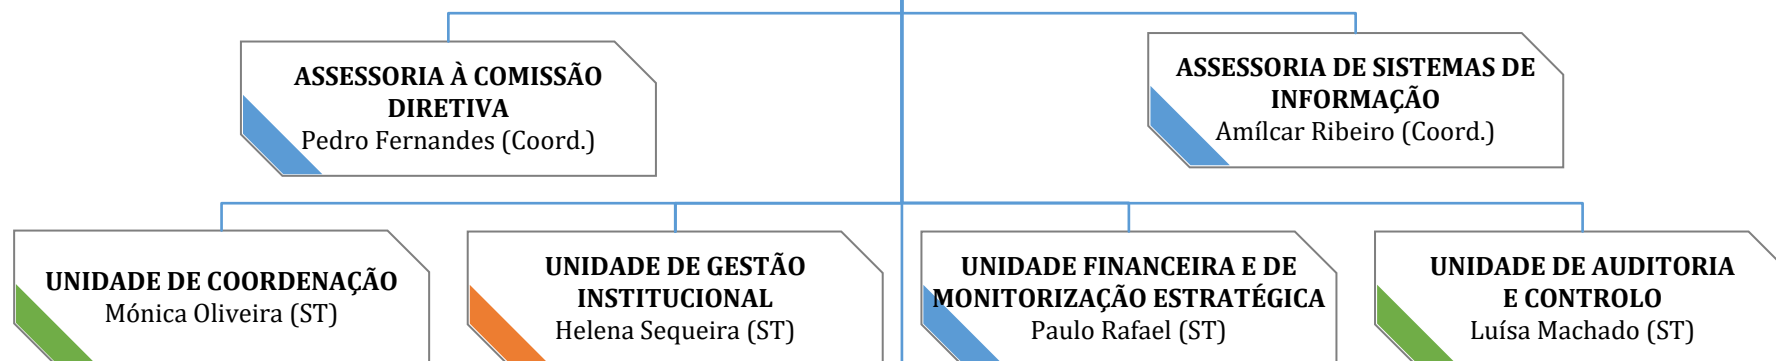 ASSESSORIA À COMISSÃO
DIRETIVA
Pedro Fernandes (Coord.)
ASSESSORIA DE SISTEMAS DE
INFORMAÇÃO
Amílcar Ribeiro (Coord.)
UNIDADE DE COORDENAÇÃO
Mónica Oliveira (ST)
UNIDADE DE GESTÃO
INSTITUCIONAL
Helena Sequeira (ST)
UNIDADE FINANCEIRA E DE
MONITORIZAÇÃO ESTRATÉGICA
Paulo Rafael (ST)
UNIDADE DE AUDITORIA
E CONTROLO
Luísa Machado (ST)